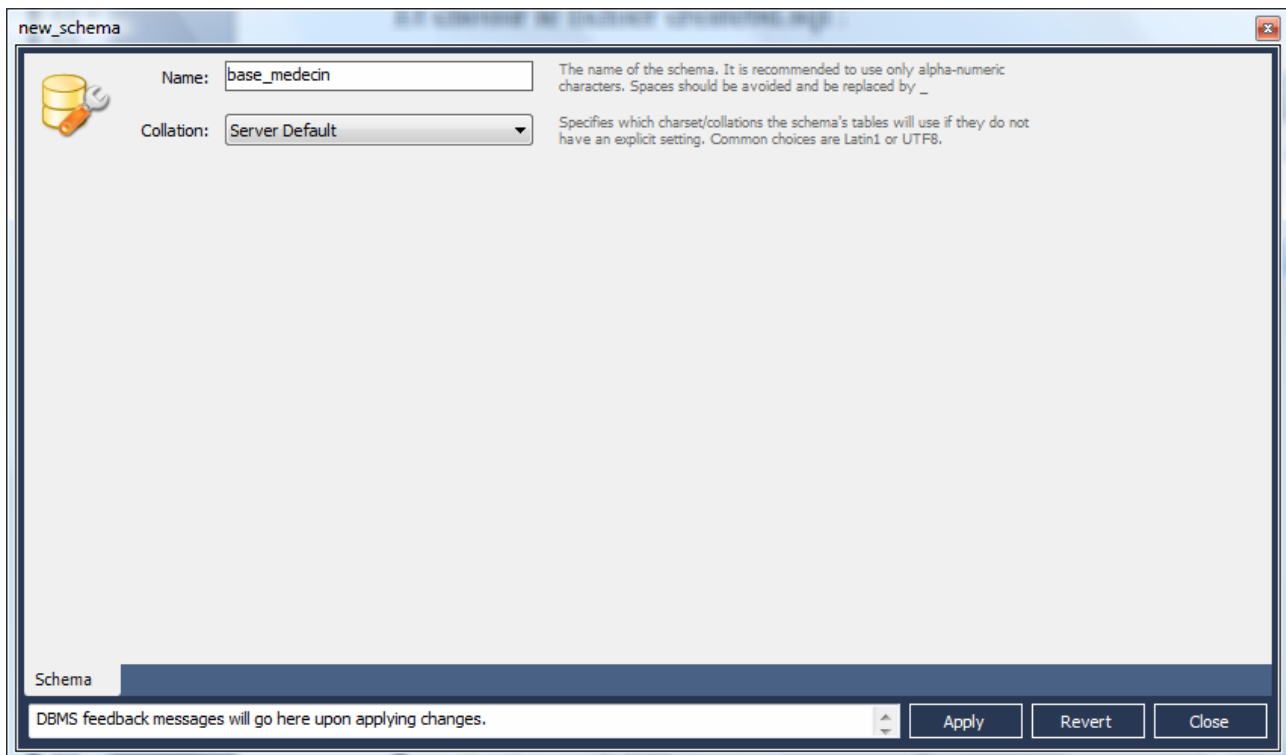 new_schema
Name:
base_medecin
The name of the schema. It is recommended to use only alpha-numeric
characters. Spaces should be avoided and be replaced by _
Collation:
Server Default
Specifies which charset/collations the schema's tables will use if they do not
have an explicit setting. Common choices are Latin1 or UTF8.
Schema
DBMS feedback messages will go here upon applying changes.
Apply
Revert
Close